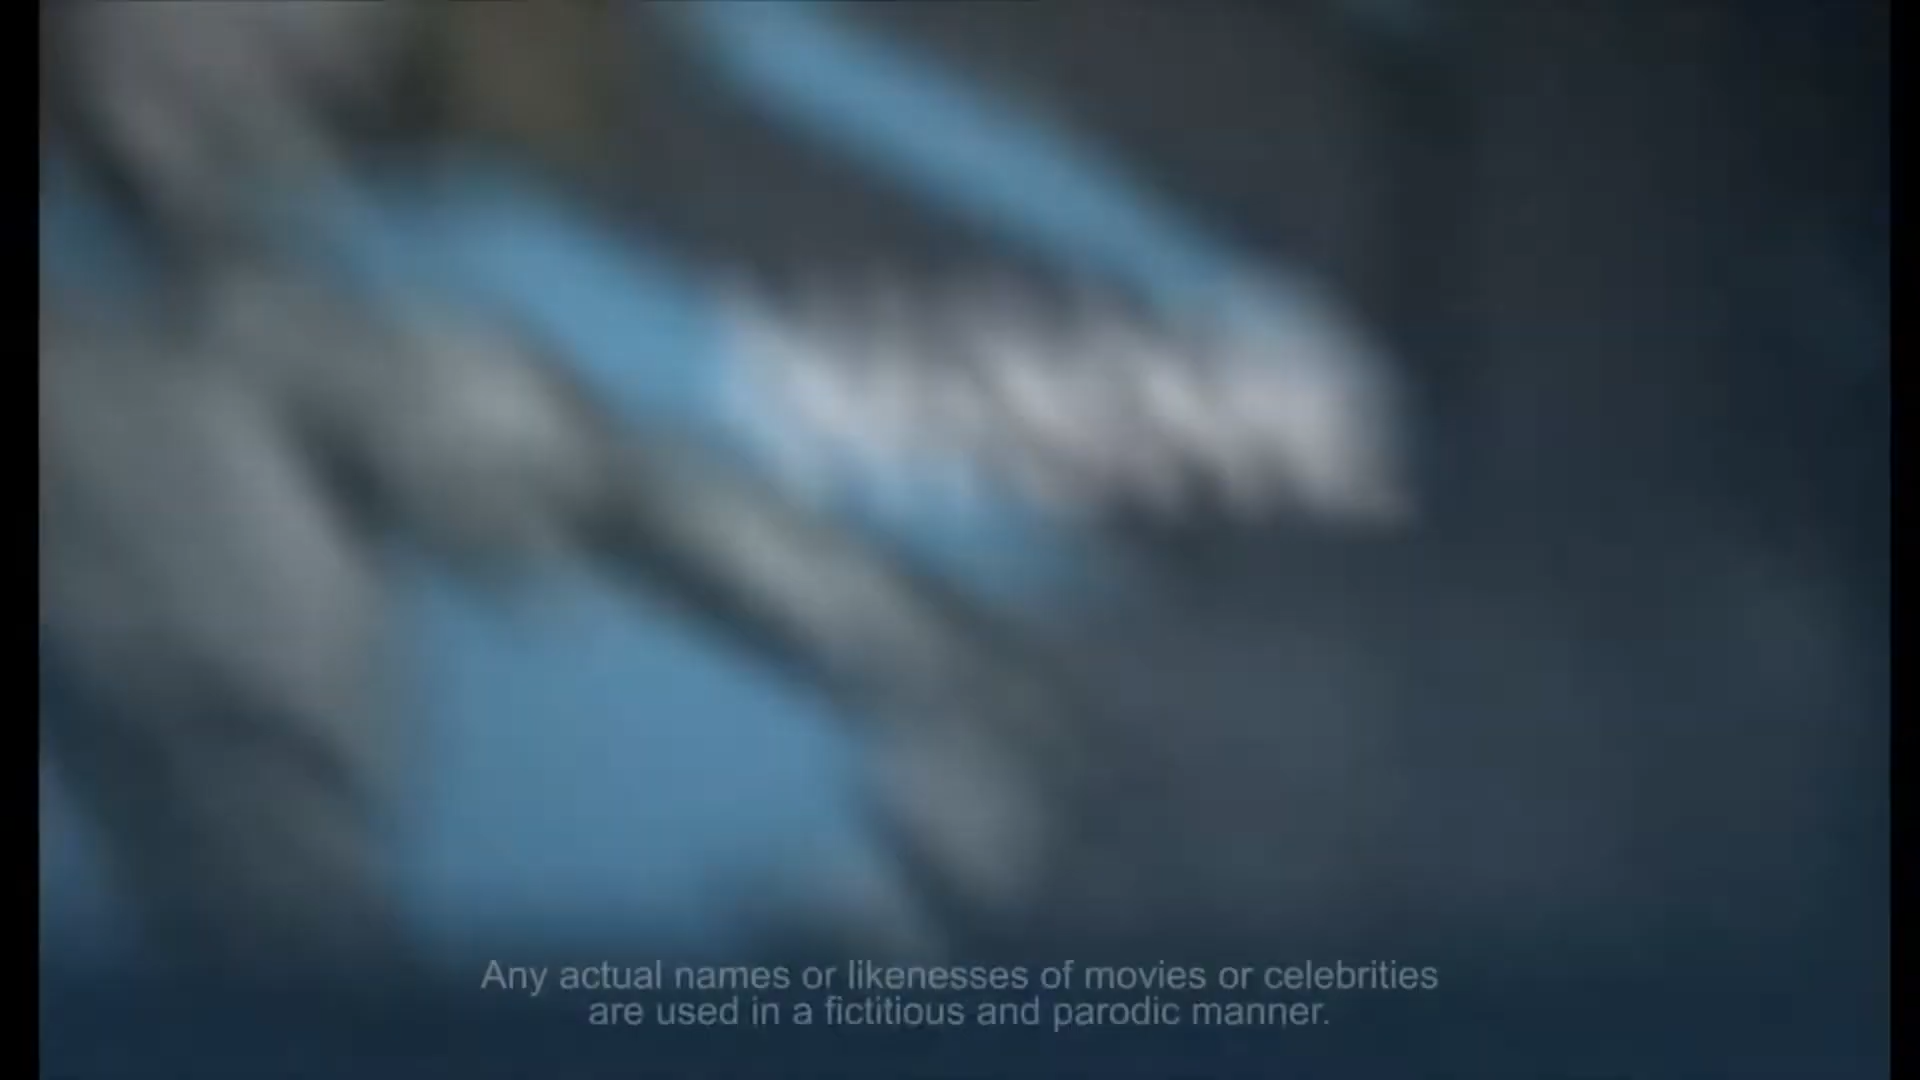 Any actual names or likenesses of movies or celebrities
are used in a fictitious and parodic manner.